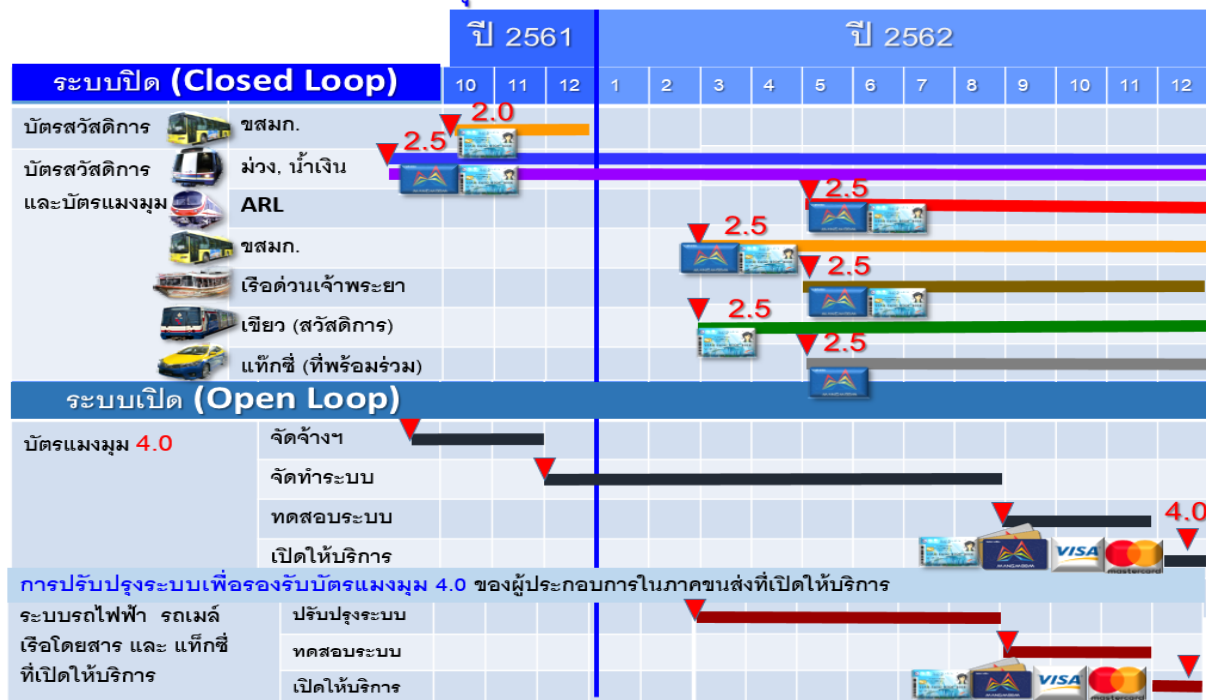 ปี 2561
ปี 2562
ระบบปิด (Closed Loop)
10 11 12 1 2 3 4 5 6 7 8 9 10 11 12
บัตรสวัสดิการ ขสมก. 2.0
บัตรสวัสดิการ ม่วง, น้ำเงิน 2.5
และบัตรแมงมุม ARL 2.5
ขสมก. 2.5
เรือด่วนเจ้าพระยา 2.5
เขียว (สวัสดิการ) 2.5
แท๊กซี่ (ที่พร้อมร่วม) 2.5
ระบบเปิด (Open Loop)
บัตรแมงมุม 4.0 จัดจ้างฯ
จัดทำระบบ
ทดสอบระบบ 4.0
เปิดให้บริการ
MANGMOOM VISA mastercard
การปรับปรุงระบบเพื่อรองรับบัตรแมงมุม 4.0 ของผู้ประกอบการในภาคขนส่งที่เปิดให้บริการ
ระบบรถไฟฟ้า รถเมล์ ปรับปรุงระบบ
เรือโดยสาร และ แท็กซี่ ทดสอบระบบ
ที่เปิดให้บริการ เปิดให้บริการ
VISA mastercard